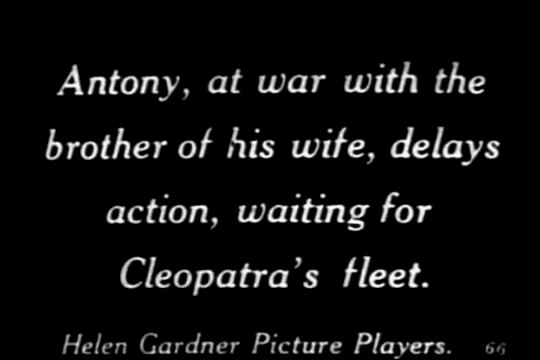 Antony, at war with the
brother of his wife, delays
action, waiting for
Cleopatra's fleet.
Helen Gardner Picture Players. 66